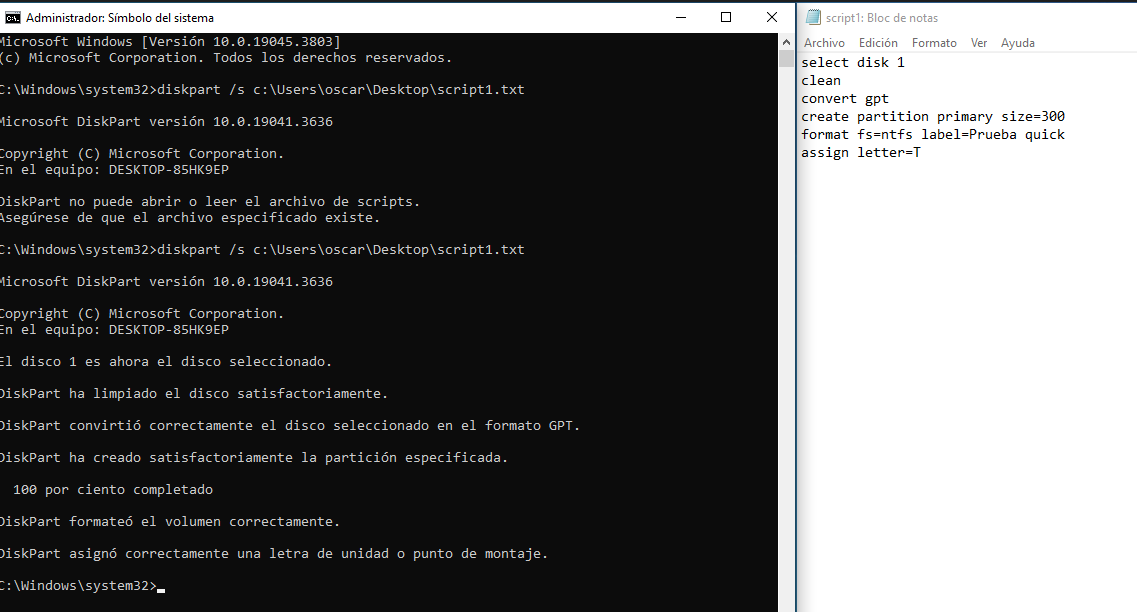 Administrador: Símbolo del sistema
Microsoft Windows [Versión 10.0.19045.3803]
(c) Microsoft Corporation. Todos los derechos reservados.
C:\Windows\system32>diskpart /s c:\Users\oscar\Desktop\script1.txt
Microsoft DiskPart versión 10.0.19041.3636
Copyright (C) Microsoft Corporation.
En el equipo: DESKTOP-85HK9EP
DiskPart no puede abrir o leer el archivo de scripts.
Asegúrese de que el archivo especificado existe.
C:\Windows\system32>diskpart /s c:\Users\oscar\Desktop\script1.txt
Microsoft DiskPart versión 10.0.19041.3636
Copyright (C) Microsoft Corporation.
En el equipo: DESKTOP-85HK9EP
El disco 1 es ahora el disco seleccionado.
DiskPart ha limpiado el disco satisfactoriamente.
DiskPart convirtió correctamente el disco seleccionado en el formato GPT.
DiskPart ha creado satisfactoriamente la partición especificada.
100 por ciento completado
DiskPart formateó el volumen correctamente.
DiskPart asignó correctamente una letra de unidad o punto de montaje.
C:\Windows\system32>
script1: Bloc de notas
Archivo Edición Formato Ver Ayuda
select disk 1
clean
convert gpt
create partition primary size=300
format fs=ntfs label=Prueba quick
assign letter=T